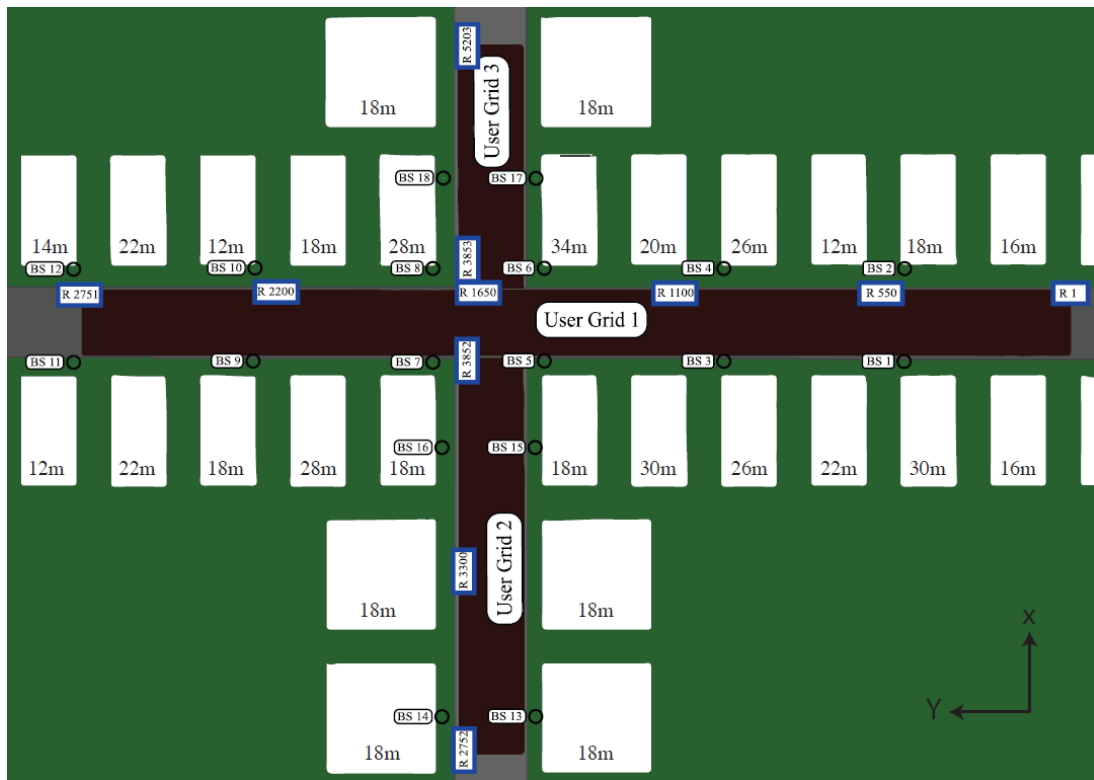 R 5203
User Grid 3
18m
18m
BS 18
BS 17
14m
22m
12m
18m
28m
34m
20m
26m
12m
18m
16m
R 3853
BS 12
BS 10
BS 8
BS 6
BS 4
BS 2
R 2751
R 2200
R 1650
R 1100
R 550
R 1
User Grid 1
BS 11
BS 9
BS 7
R 3852
BS 5
BS 3
BS 1
BS 16
BS 15
12m
22m
18m
28m
18m
18m
30m
26m
22m
30m
16m
R 3300
User Grid 2
18m
18m
X
Y
BS 14
BS 13
R 2752
18m
18m